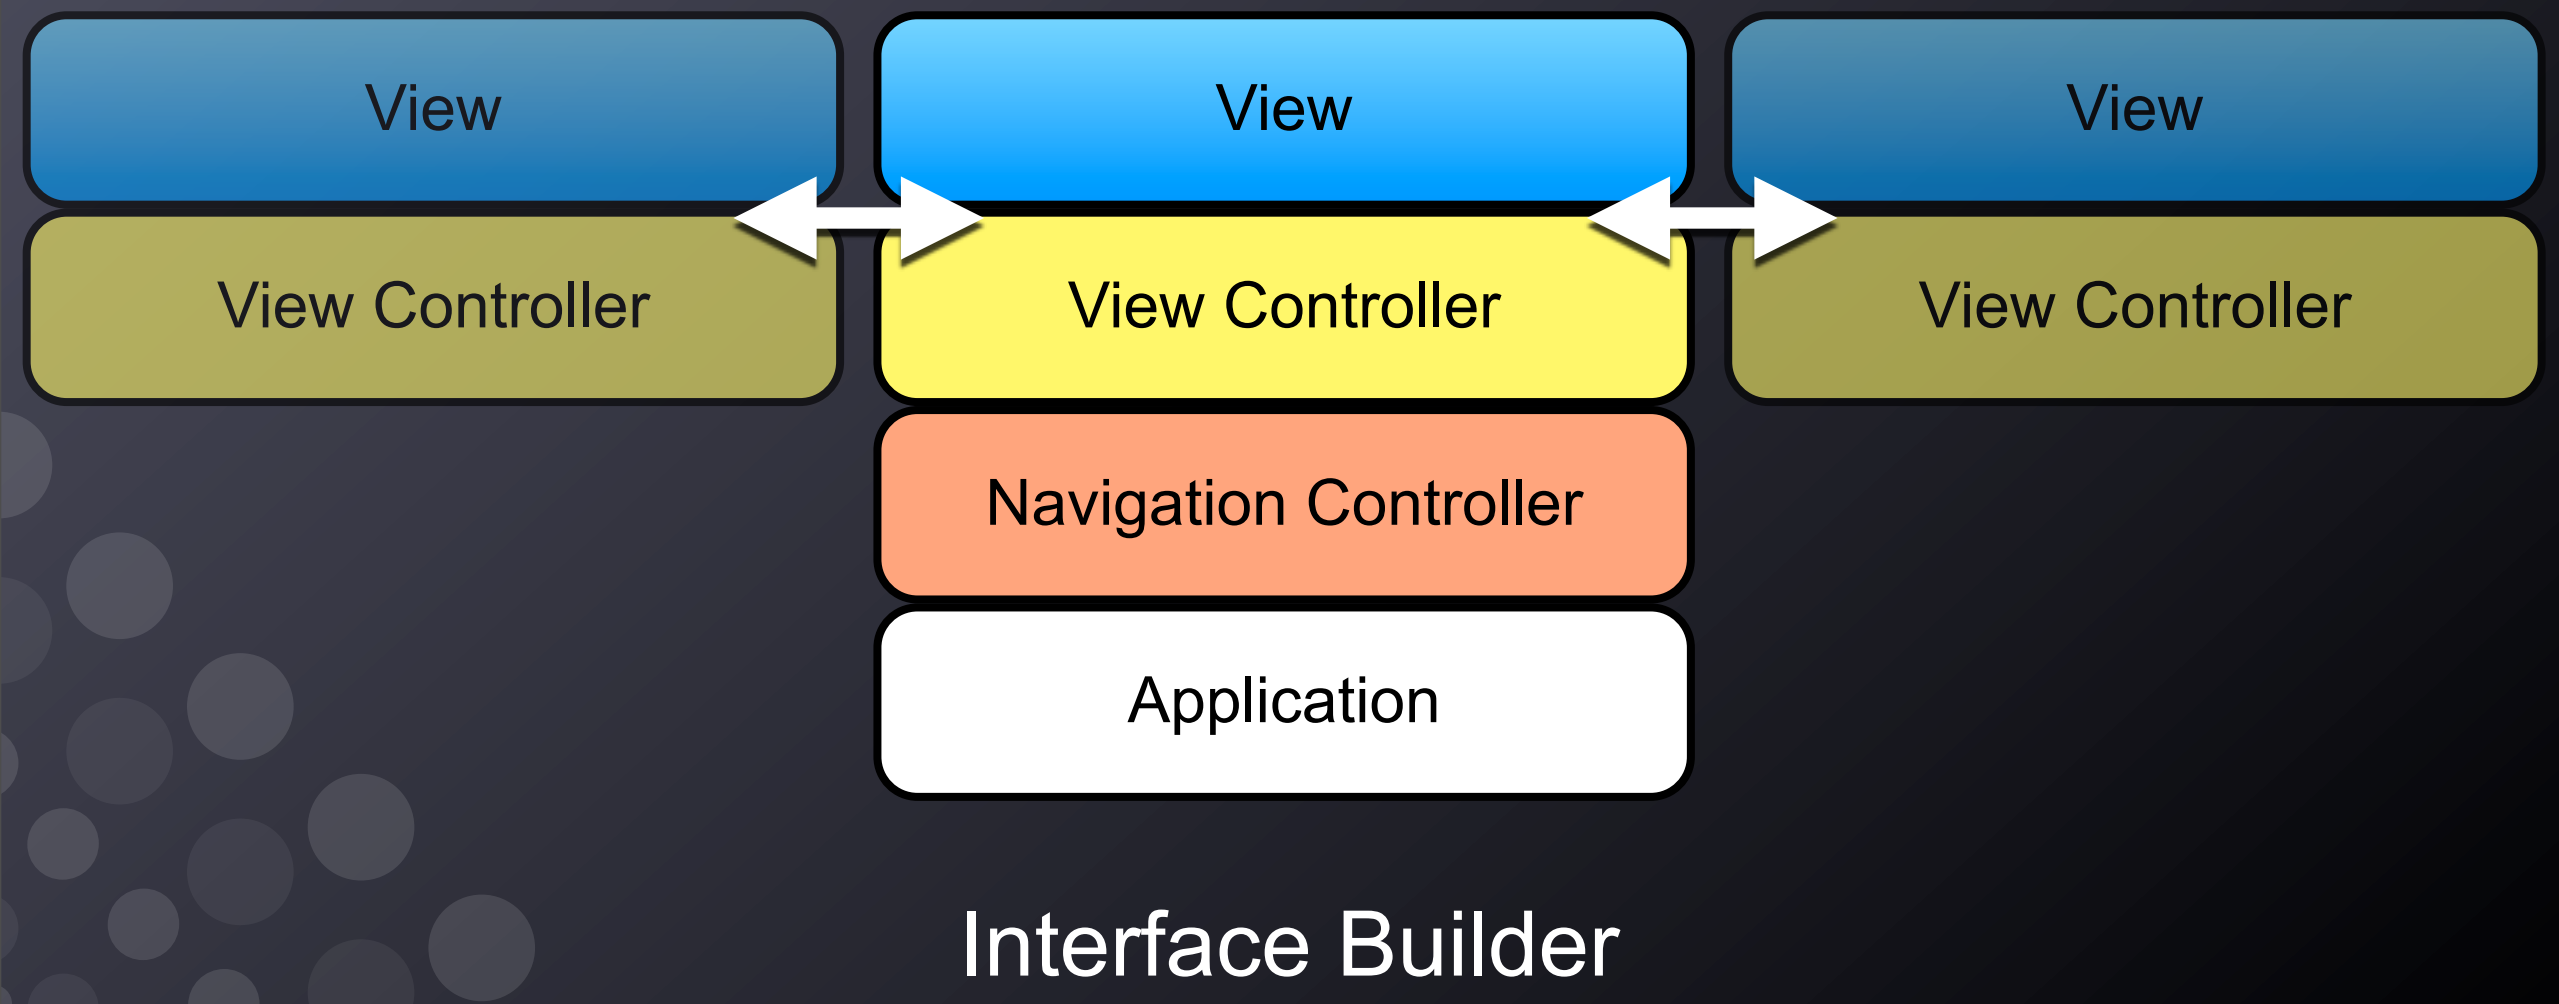 View
View
View
View Controller
View Controller
View Controller
Navigation Controller
Application
Interface Builder